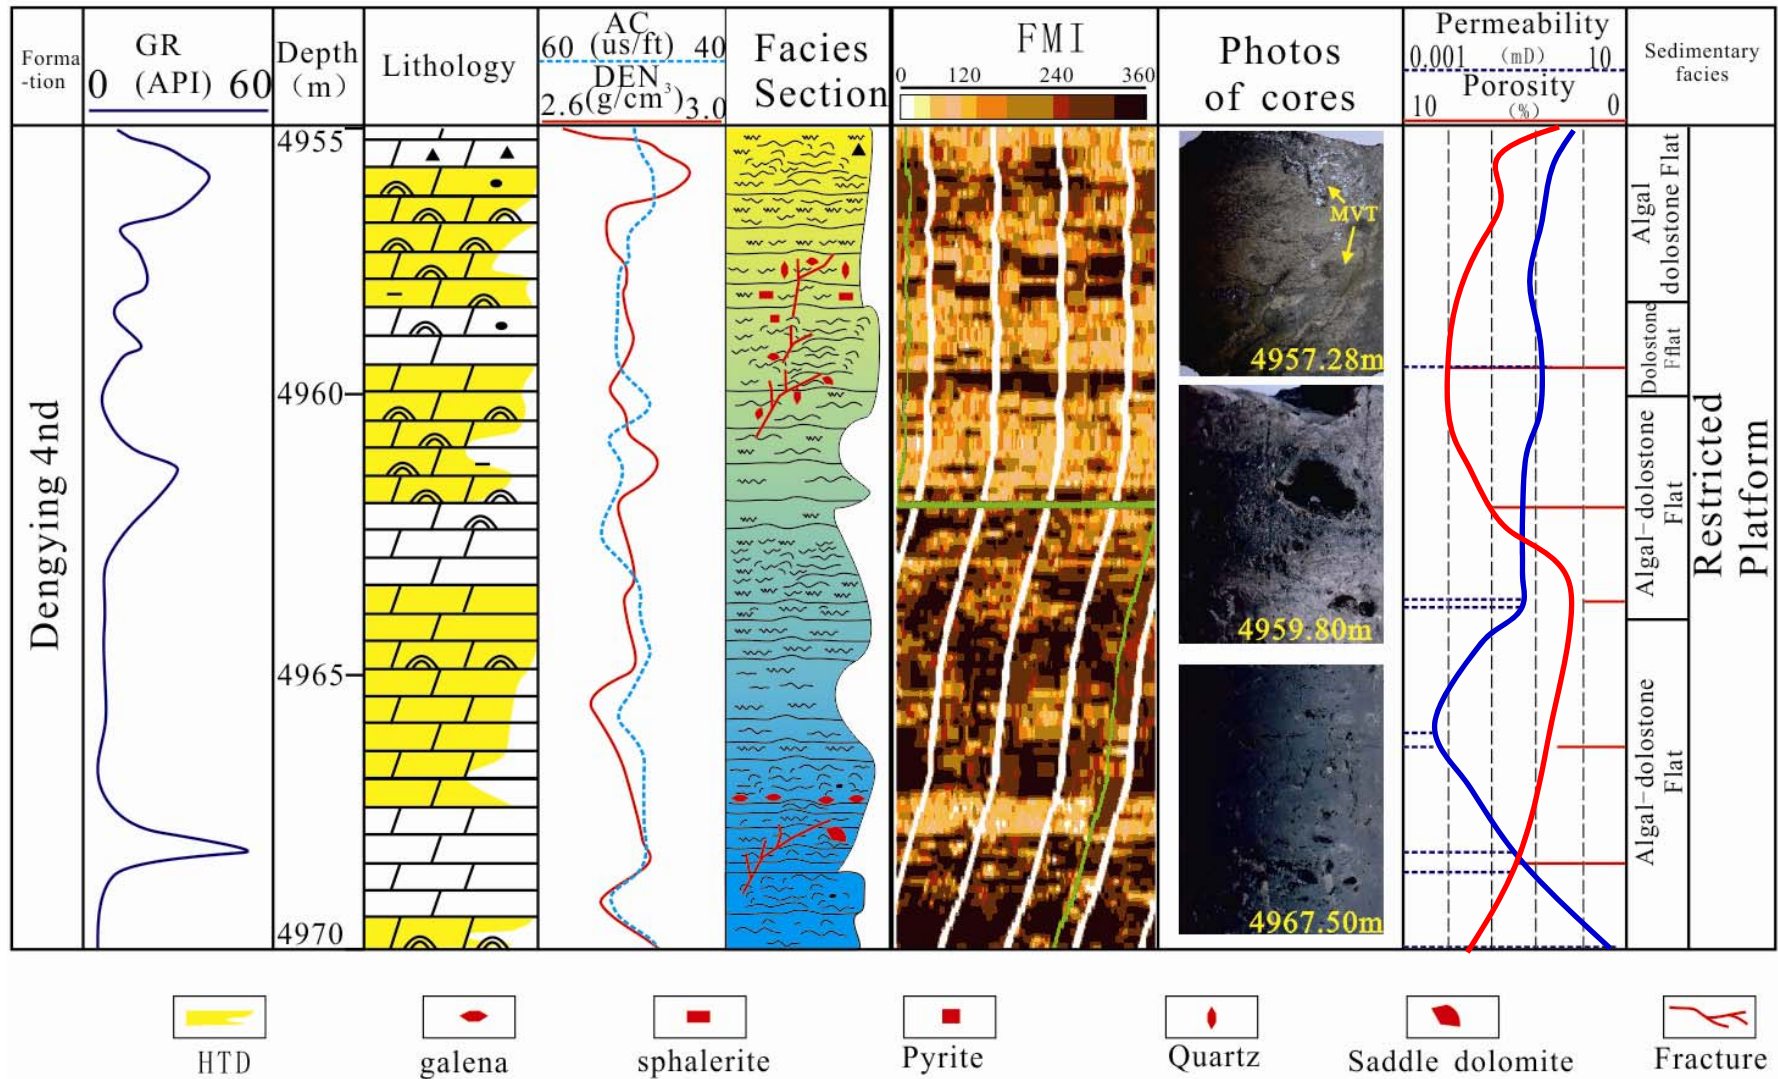 Forma
-tion
GR
(API)
0
60
Depth
(m)
Lithology
AC
60 (us/ft) 40
DEN
2.6 (g/cm³) 3.0
Facies
Section
FMI
0 120 240 360
Photos
of cores
Permeability
0.001 (mD) 10
Porosity
10 (%) 0
Sedimentary
facies
Dengying 4nd
4955
4960
4965
4970
MVT
4957.28m
4959.80m
4967.50m
Algal
dolostone Flat
Dolostone
Fflat
Algal-dolostone
Flat
Algal-dolostone
Flat
Restricted
Platform
HTD
galena
sphalerite
Pyrite
Quartz
Saddle dolomite
Fracture